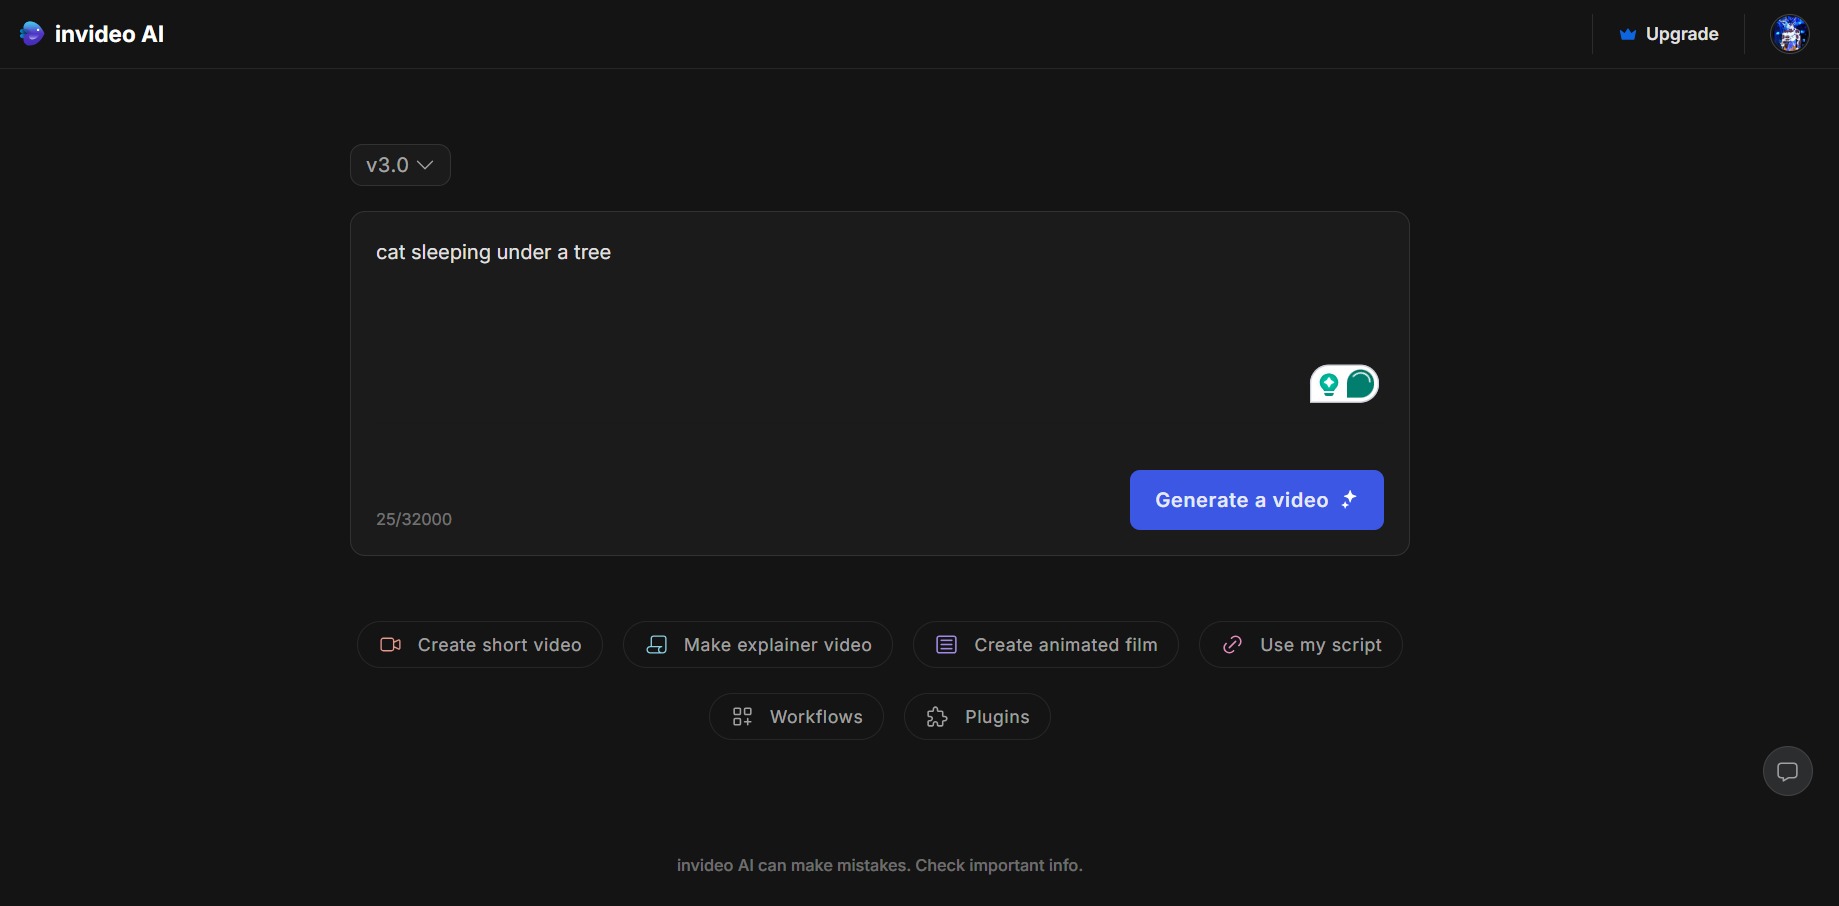 invideo AI
Upgrade
v3.0
cat sleeping under a tree
25/32000
Generate a video
Create short video
Make explainer video
Create animated film
Use my script
Workflows
Plugins
invideo AI can make mistakes. Check important info.